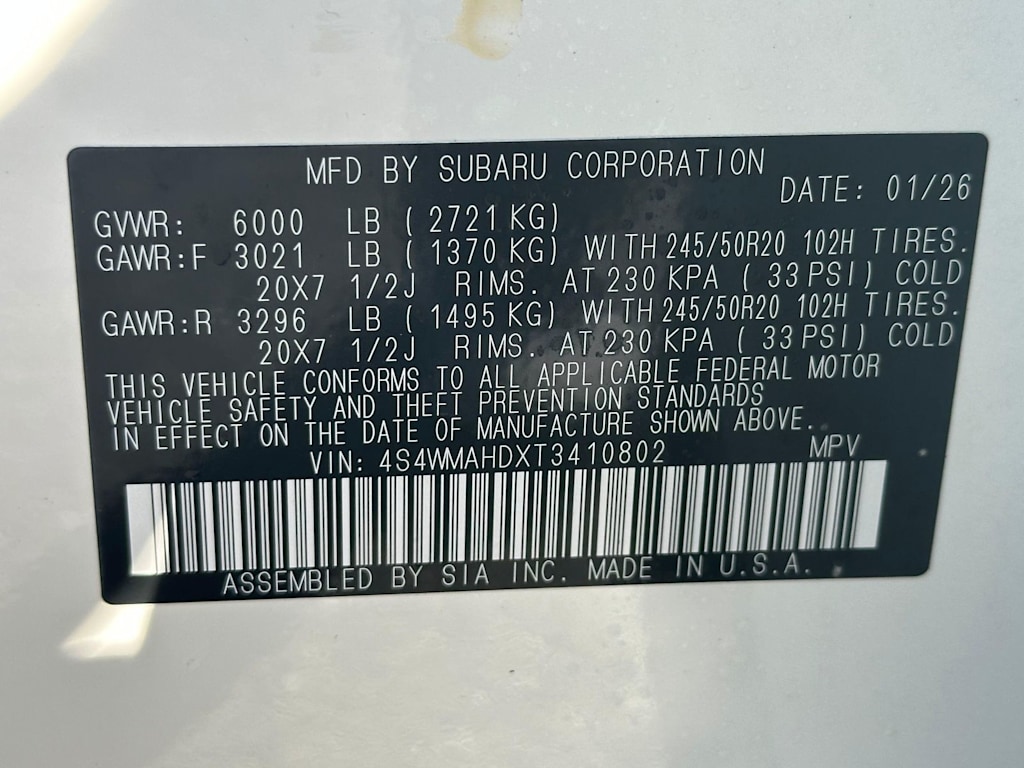 MFD BY SUBARU CORPORATION
DATE: 01/26
GVWR: 6000 LB ( 2721 KG)
GAWR:F 3021 LB ( 1370 KG) WITH 245/50R20 102H TIRES.
20X7 1/2J RIMS. AT 230 KPA ( 33 PSI) COLD
GAWR:R 3296 LB ( 1495 KG) WITH 245/50R20 102H TIRES.
20X7 1/2J RIMS. AT 230 KPA ( 33 PSI) COLD
THIS VEHICLE CONFORMS TO ALL APPLICABLE FEDERAL MOTOR
VEHICLE SAFETY AND THEFT PREVENTION STANDARDS
IN EFFECT ON THE DATE OF MANUFACTURE SHOWN ABOVE.
VIN: 4S4WMAHDXT3410802 MPV
ASSEMBLED BY SIA INC. MADE IN U.S.A.